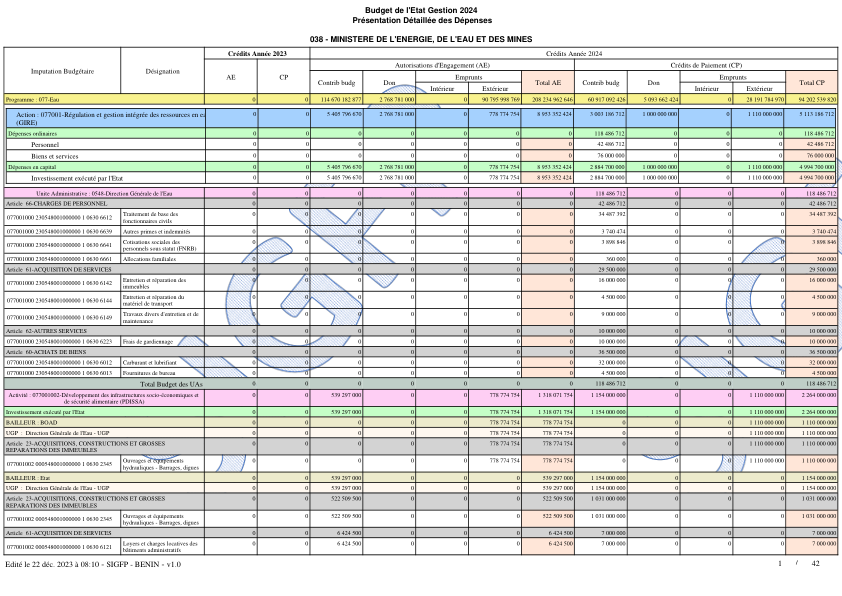 Budget de l'Etat Gestion 2024
Présentation Détaillée des Dépenses
038 - MINISTERE DE L'ENERGIE, DE L'EAU ET DES MINES
Imputation Budgétaire Désignation Crédits Année 2023 Crédits Année 2024
AE CP Autorisations d'Engagement (AE) Crédits de Paiement (CP)
Contrib budg Don Emprunts Total AE Contrib budg Don Emprunts Total CP
Intérieur Extérieur Intérieur Extérieur
Programme : 077-Eau 0 0 114 670 182 877 2 768 781 000 0 90 795 998 769 208 234 962 646 60 917 092 426 5 093 662 424 0 28 191 784 970 94 202 539 820
Action : 077001-Régulation et gestion intégrée des ressources en ea 0 0 5 405 796 670 2 768 781 000 0 778 774 754 8 953 352 424 3 003 186 712 1 000 000 000 0 1 110 000 000 5 113 186 712
(GIRE)
Dépenses ordinaires 0 0 0 0 0 0 0 118 486 712 0 0 0 118 486 712
Personnel 0 0 0 0 0 0 0 42 486 712 0 0 0 42 486 712
Biens et services 0 0 0 0 0 0 0 76 000 000 0 0 0 76 000 000
Dépenses en capital 0 0 5 405 796 670 2 768 781 000 0 778 774 754 8 953 352 424 2 884 700 000 1 000 000 000 0 1 110 000 000 4 994 700 000
Investissement exécuté par l'Etat 0 0 5 405 796 670 2 768 781 000 0 778 774 754 8 953 352 424 2 884 700 000 1 000 000 000 0 1 110 000 000 4 994 700 000
Unite Administrative : 0548-Direction Générale de l'Eau 0 0 0 0 0 0 0 118 486 712 0 0 0 118 486 712
Article 66-CHARGES DE PERSONNEL 0 0 0 0 0 0 0 42 486 712 0 0 0 42 486 712
077001000 230548001000000 1 0630 6612 Traitement de base des fonctionnaires civils 0 0 0 0 0 0 0 34 487 392 0 0 0 34 487 392
077001000 230548001000000 1 0630 6639 Autres primes et indemnités 0 0 0 0 0 0 0 3 740 474 0 0 0 3 740 474
077001000 230548001000000 1 0630 6641 Cotisations sociales des personnels sous statut (FNRB) 0 0 0 0 0 0 0 3 898 846 0 0 0 3 898 846
077001000 230548001000000 1 0630 6661 Allocations familiales 0 0 0 0 0 0 0 360 000 0 0 0 360 000
Article 61-ACQUISITION DE SERVICES 0 0 0 0 0 0 0 29 500 000 0 0 0 29 500 000
077001000 230548001000000 1 0630 6142 Entretien et réparation des immeubles 0 0 0 0 0 0 0 16 000 000 0 0 0 16 000 000
077001000 230548001000000 1 0630 6144 Entretien et réparation du matériel de transport 0 0 0 0 0 0 0 4 500 000 0 0 0 4 500 000
077001000 230548001000000 1 0630 6149 Travaux divers d'entretien et de maintenance 0 0 0 0 0 0 0 9 000 000 0 0 0 9 000 000
Article 62-AUTRES SERVICES 0 0 0 0 0 0 0 10 000 000 0 0 0 10 000 000
077001000 230548001000000 1 0630 6223 Frais de gardiennage 0 0 0 0 0 0 0 10 000 000 0 0 0 10 000 000
Article 60-ACHATS DE BIENS 0 0 0 0 0 0 0 36 500 000 0 0 0 36 500 000
077001000 230548001000000 1 0630 6012 Carburant et lubrifiant 0 0 0 0 0 0 0 32 000 000 0 0 0 32 000 000
077001000 230548001000000 1 0630 6013 Fournitures de bureau 0 0 0 0 0 0 0 4 500 000 0 0 0 4 500 000
Total Budget des UAs 0 0 0 0 0 0 0 118 486 712 0 0 0 118 486 712
Activité : 077001002-Développement des infrastructures socio-économiques et 0 0 539 297 000 0 0 778 774 754 1 318 071 754 1 154 000 000 0 0 1 110 000 000 2 264 000 000
de sécurité alimentaire (PDISSA)
Investissement exécuté par l'Etat 0 0 539 297 000 0 0 778 774 754 1 318 071 754 1 154 000 000 0 0 1 110 000 000 2 264 000 000
BAILLEUR : BOAD 0 0 0 0 0 778 774 754 778 774 754 0 0 0 1 110 000 000 1 110 000 000
UGP : Direction Générale de l'Eau - UGP 0 0 0 0 0 778 774 754 778 774 754 0 0 0 1 110 000 000 1 110 000 000
Article 23-ACQUISITIONS, CONSTRUCTIONS ET GROSSES 0 0 0 0 0 778 774 754 778 774 754 0 0 0 1 110 000 000 1 110 000 000
REPARATIONS DES IMMEUBLES
077001002 000548001000000 1 0630 2345 Ouvrages et équipements hydrauliques - Barrages, digues 0 0 0 0 0 778 774 754 778 774 754 0 0 0 1 110 000 000 1 110 000 000
BAILLEUR : Etat 0 0 539 297 000 0 0 0 539 297 000 1 154 000 000 0 0 0 1 154 000 000
UGP : Direction Générale de l'Eau - UGP 0 0 539 297 000 0 0 0 539 297 000 1 154 000 000 0 0 0 1 154 000 000
Article 23-ACQUISITIONS, CONSTRUCTIONS ET GROSSES 0 0 522 509 500 0 0 0 522 509 500 1 031 000 000 0 0 0 1 031 000 000
REPARATIONS DES IMMEUBLES
077001002 000548001000000 1 0630 2345 Ouvrages et équipements hydrauliques - Barrages, digues 0 0 522 509 500 0 0 0 522 509 500 1 031 000 000 0 0 0 1 031 000 000
Article 61-ACQUISITION DE SERVICES 0 0 6 424 500 0 0 0 6 424 500 7 000 000 0 0 0 7 000 000
077001002 000548001000000 1 0630 6121 Loyers et charges locatives des bâtiments administratifs 0 0 6 424 500 0 0 0 6 424 500 7 000 000 0 0 0 7 000 000
Edité le 22 déc. 2023 à 08:10 - SIGFP - BENIN - v1.0 1 / 42